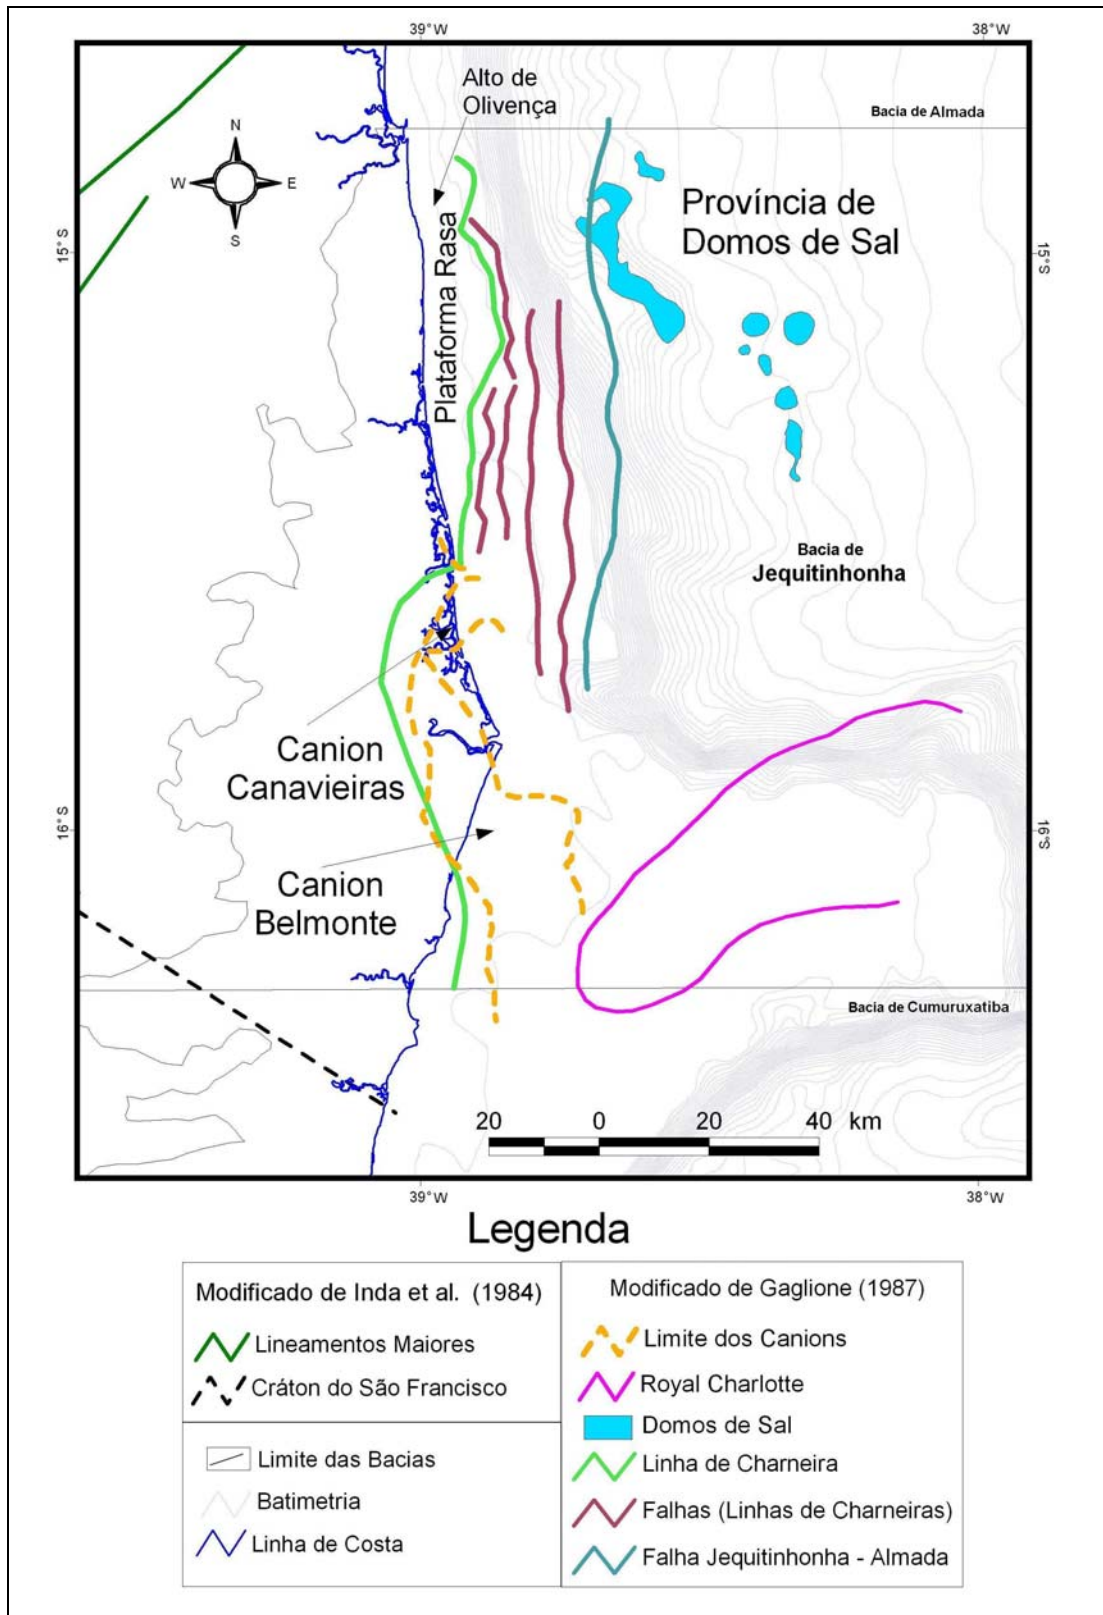 39°W
38°W
Alto de
Olivença
Bacia de Almada
N
W
E
S
Província de
Domos de Sal
15°S
15°S
Plataforma Rasa
Bacia de
Jequitinhonha
Canion
Canavieiras
16°S
16°S
Canion
Belmonte
Bacia de Cumuruxatiba
20 0 20 40 km
39°W
38°W
Legenda
Modificado de Inda et al. (1984)
Lineamentos Maiores
Cráton do São Francisco
Limite das Bacias
Batimetria
Linha de Costa
Modificado de Gaglione (1987)
Limite dos Canions
Royal Charlotte
Domos de Sal
Linha de Charneira
Falhas (Linhas de Charneiras)
Falha Jequitinhonha - Almada